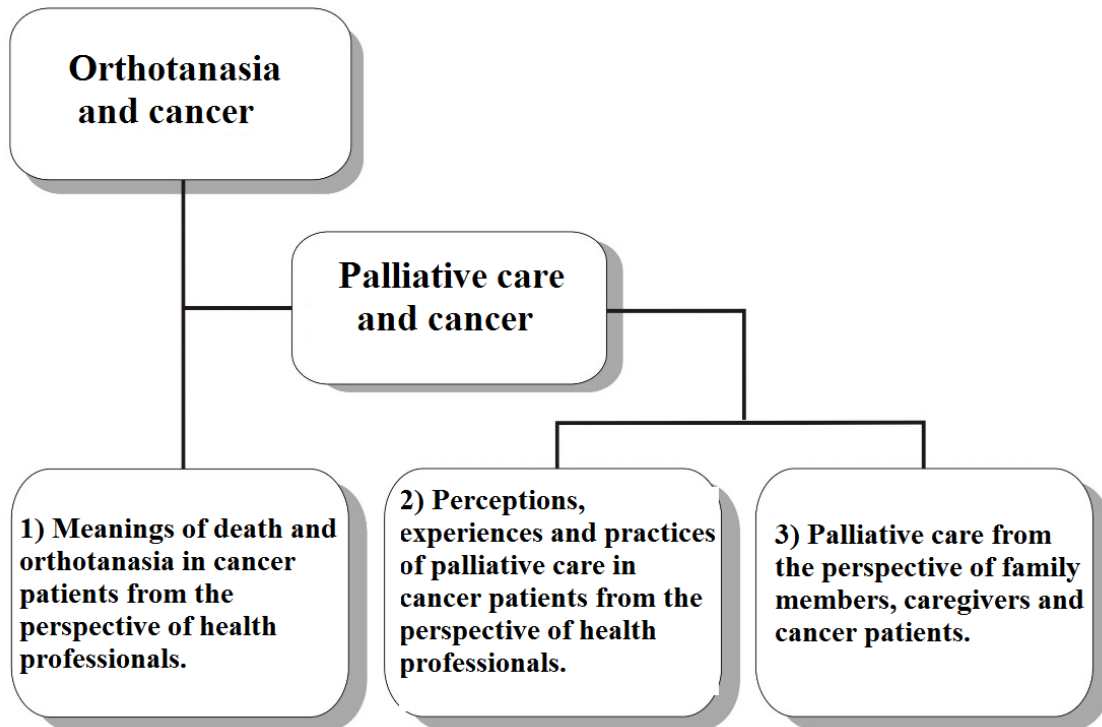 Orthotanasia
and cancer
Palliative care
and cancer
1) Meanings of death and
orthotanasia in cancer
patients from the
perspective of health
professionals.
2) Perceptions,
experiences and practices
of palliative care in
cancer patients from the
perspective of health
professionals.
3) Palliative care from
the perspective of family
members, caregivers and
cancer patients.